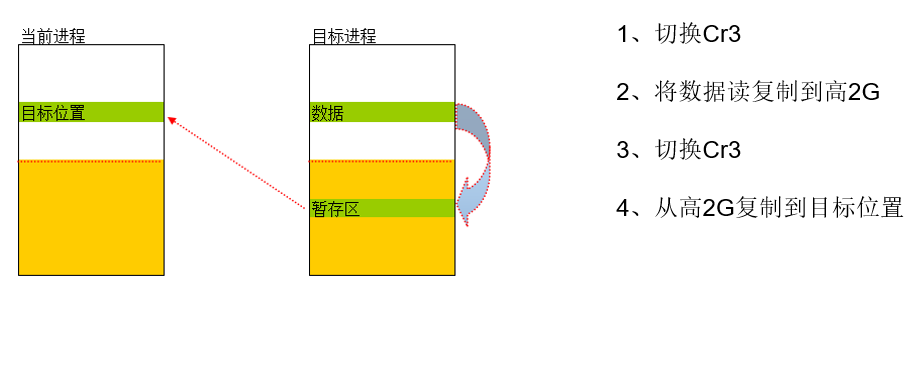 当前进程
目标位置
目标进程
数据
暂存区
1、切换Cr3
2、将数据读复制到高2G
3、切换Cr3
4、从高2G复制到目标位置